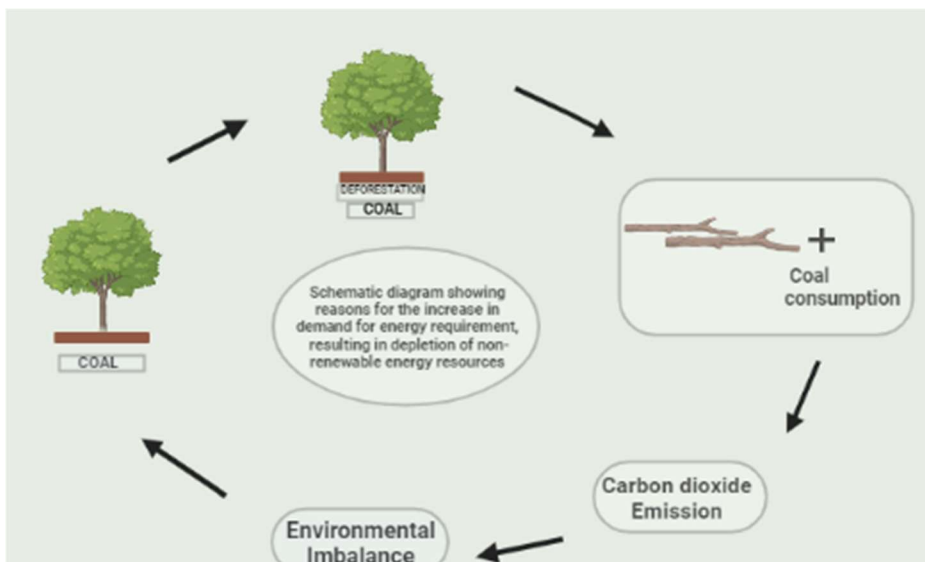 DEFORESTATION
COAL
Coal
consumption
Schematic diagram showing
reasons for the increase in
demand for energy requirement,
resulting in depletion of non-
renewable energy resources
COAL
Carbon dioxide
Emission
Environmental
Imbalance